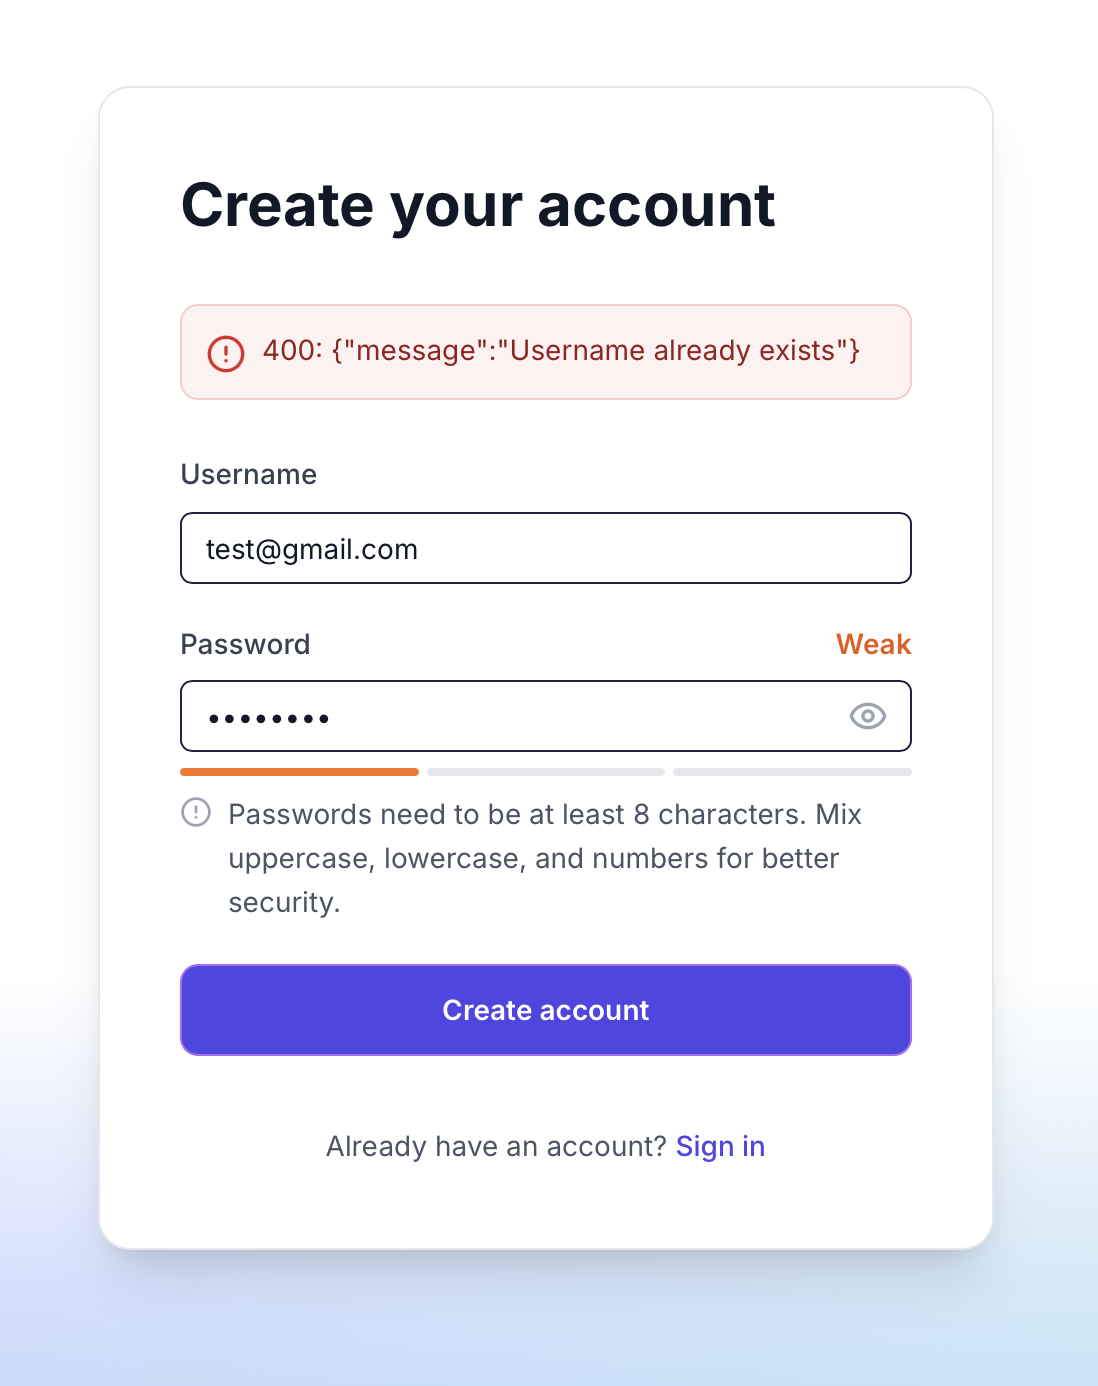 Create your account
400: {"message":"Username already exists"}
Username
test@gmail.com
Password
Weak
••••••••
Passwords need to be at least 8 characters. Mix
uppercase, lowercase, and numbers for better
security.
Create account
Already have an account? Sign in